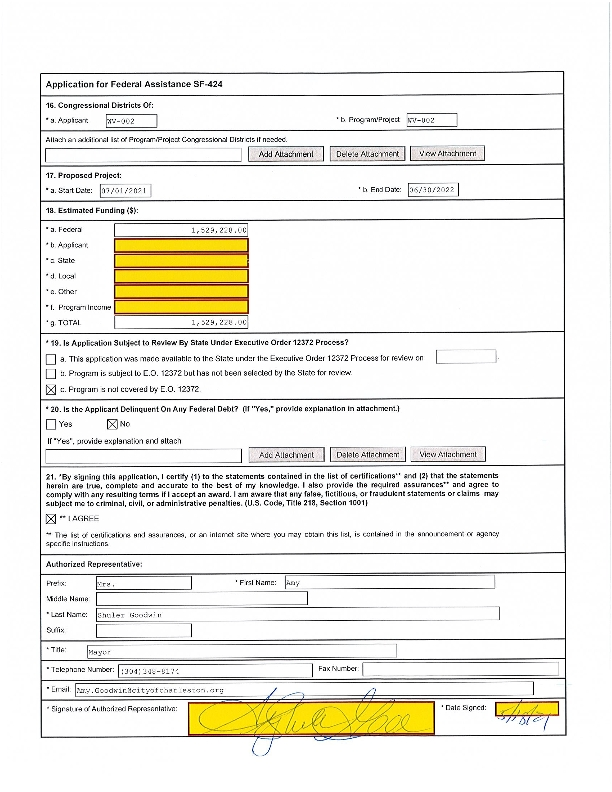 Application for Federal Assistance SF-424
16. Congressional Districts Of:
* a. Applicant WV-002 * b. Program/Project WV-002
Attach an additional list of Program/Project Congressional Districts if needed.
Add Attachment Delete Attachment View Attachment
17. Proposed Project:
* a. Start Date: 07/01/2021 * b. End Date: 06/30/2022
18. Estimated Funding ($):
* a. Federal 1,529,228.00
* b. Applicant
* c. State
* d. Local
* e. Other
* f. Program Income
* g. TOTAL 1,529,228.00
* 19. Is Application Subject to Review By State Under Executive Order 12372 Process?
a. This application was made available to the State under the Executive Order 12372 Process for review on .
b. Program is subject to E.O. 12372 but has not been selected by the State for review.
c. Program is not covered by E.O. 12372.
* 20. Is the Applicant Delinquent On Any Federal Debt? (If "Yes," provide explanation in attachment.)
Yes No
If "Yes", provide explanation and attach
Add Attachment Delete Attachment View Attachment
21. *By signing this application, I certify (1) to the statements contained in the list of certifications** and (2) that the statements
herein are true, complete and accurate to the best of my knowledge. I also provide the required assurances** and agree to
comply with any resulting terms if I accept an award. I am aware that any false, fictitious, or fraudulent statements or claims may
subject me to criminal, civil, or administrative penalties. (U.S. Code, Title 218, Section 1001)
** I AGREE
** The list of certifications and assurances, or an internet site where you may obtain this list, is contained in the announcement or agency
specific instructions.
Authorized Representative:
Prefix: Mrs. * First Name: Amy
Middle Name:
* Last Name: Shuler Goodwin
Suffix:
* Title: Mayor
* Telephone Number: (304)348-8174 Fax Number:
* Email: Amy.Goodwin@cityofcharleston.org
* Signature of Authorized Representative: * Date Signed: